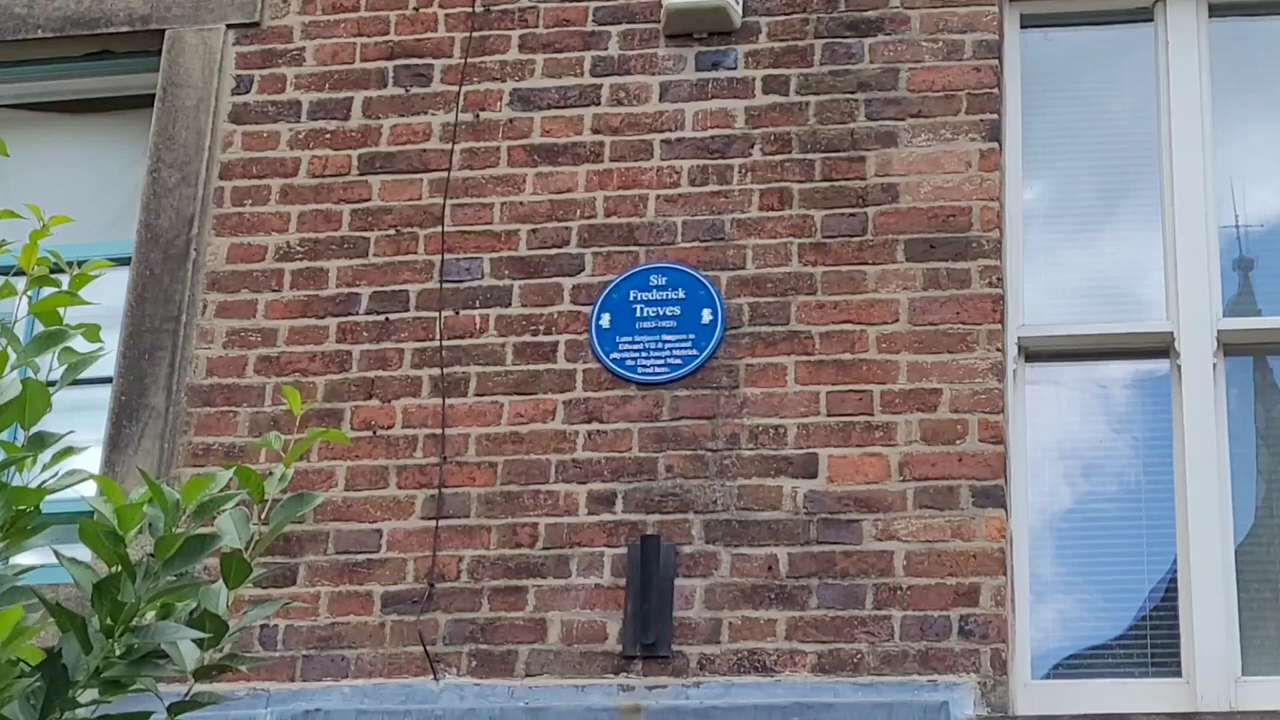 Sir
Frederick
Treves
(1853-1923)
Later Serjeant Surgeon to
Edward VII & personal
physician to Joseph Merrick,
the Elephant Man,
lived here.